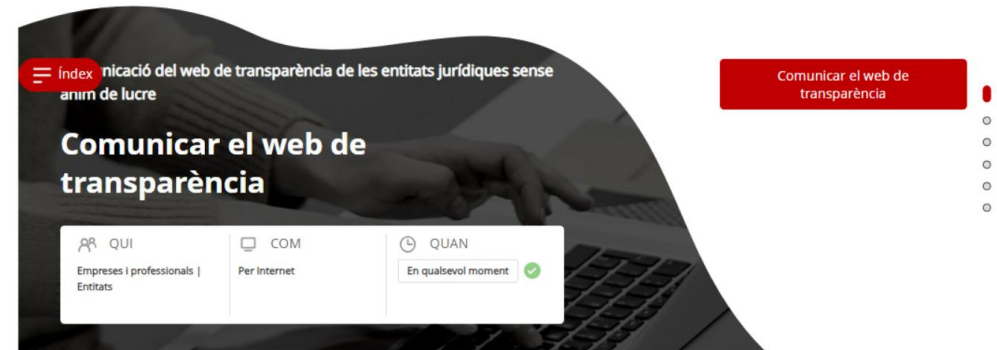 Índex
nicació del web de transparència de les entitats jurídiques sense
ànim de lucre
Comunicar el web de
transparència
QUI
Empreses i professionals |
Entitats
COM
Per Internet
QUAN
En qualsevol moment
Comunicar el web de
transparència